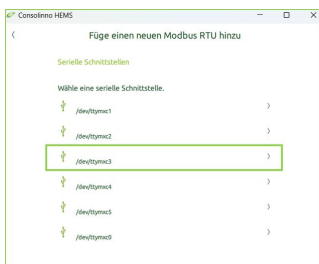 Consolinno HEMS
Füge einen neuen Modbus RTU hinzu
Serielle Schnittstellen
Wähle eine serielle Schnittstelle.
/dev/ttymxc1
/dev/ttymxc2
/dev/ttymxc3
/dev/ttymxc4
/dev/ttymxc5
/dev/ttymxc0